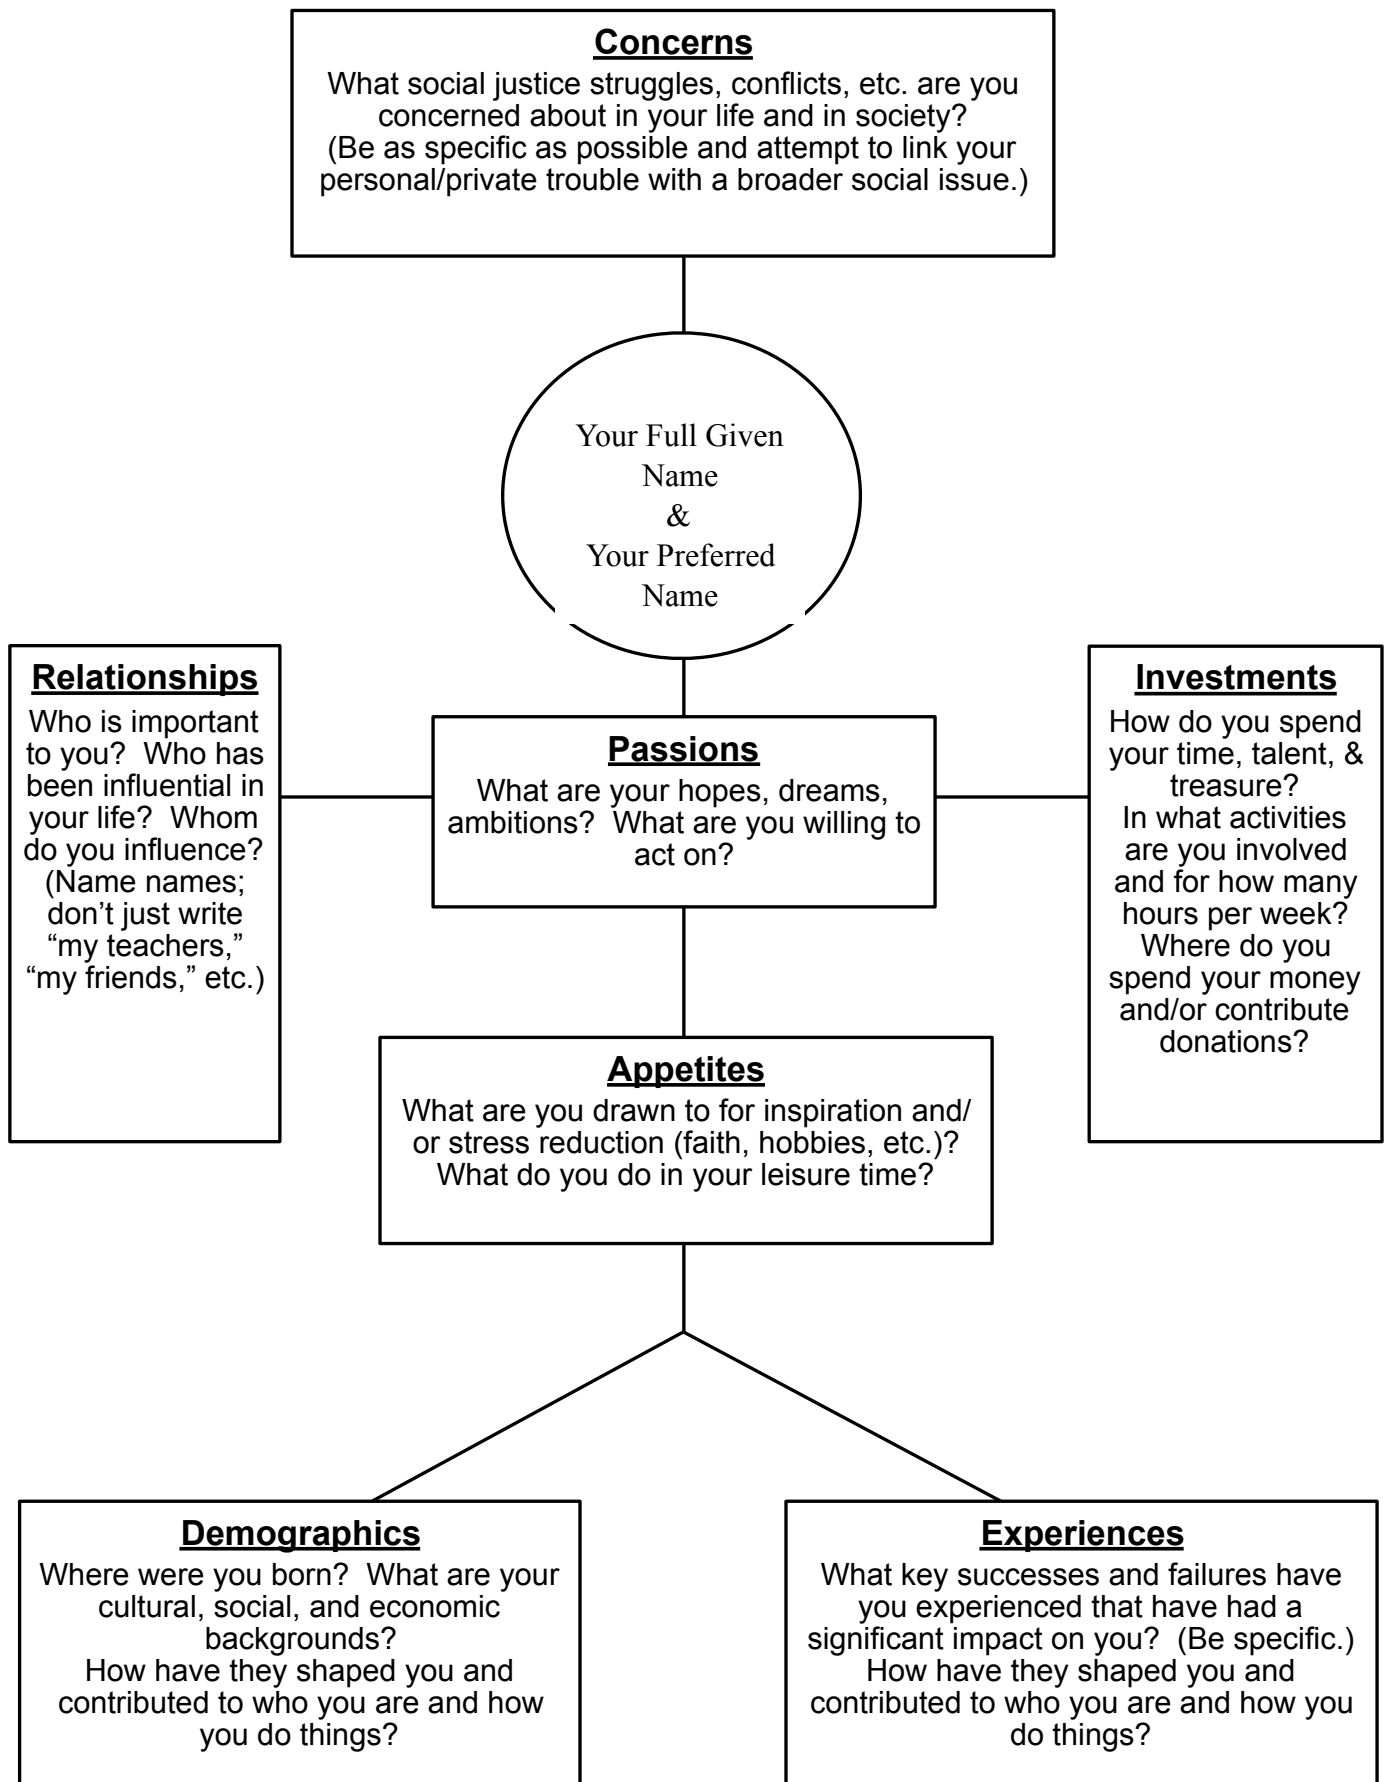 Concerns
What social justice struggles, conflicts, etc. are you
concerned about in your life and in society?
(Be as specific as possible and attempt to link your
personal/private trouble with a broader social issue.)
Your Full Given
Name
&
Your Preferred
Name
Relationships
Who is important
to you?  Who has
been influential in
your life?  Whom
do you influence?
(Name names;
don’t just write
“my teachers,”
“my friends,” etc.)
Passions
What are your hopes, dreams,
ambitions?  What are you willing to
act on?
Investments
How do you spend
your time, talent, &
treasure?
In what activities
are you involved
and for how many
hours per week?
Where do you
spend your money
and/or contribute
donations?
Appetites
What are you drawn to for inspiration and/
or stress reduction (faith, hobbies, etc.)?
What do you do in your leisure time?
Demographics
Where were you born?  What are your
cultural, social, and economic
backgrounds?
How have they shaped you and
contributed to who you are and how
you do things?
Experiences
What key successes and failures have
you experienced that have had a
significant impact on you?  (Be specific.)
How have they shaped you and
contributed to who you are and how you
do things?